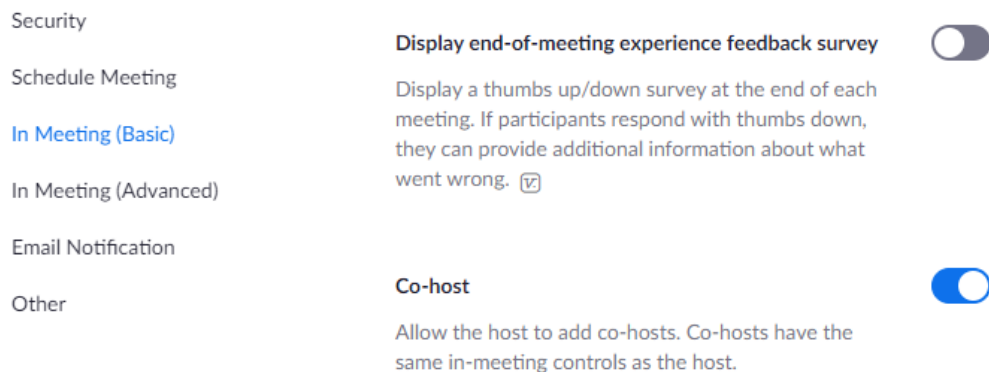 Security
Schedule Meeting
In Meeting (Basic)
In Meeting (Advanced)
Email Notification
Other
Display end-of-meeting experience feedback survey
Display a thumbs up/down survey at the end of each
meeting. If participants respond with thumbs down,
they can provide additional information about what
went wrong.
Co-host
Allow the host to add co-hosts. Co-hosts have the
same in-meeting controls as the host.